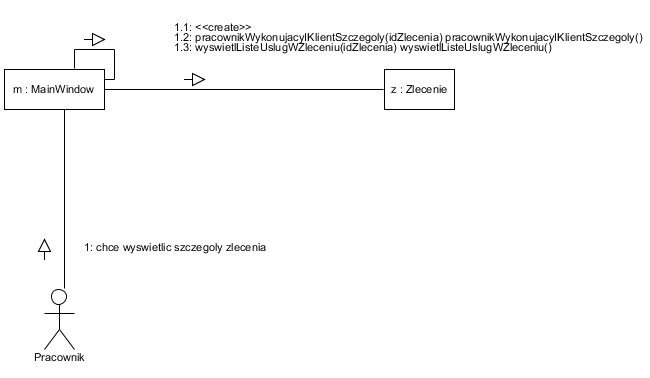 1.1: <<create>>
1.2: pracownikWykonujacyIKlientSzczegoly(idZlecenia) pracownikWykonujacyIKlientSzczegoly()
1.3: wyswietlListeUslugWZleceniu(idZlecenia) wyswietlListeUslugWZleceniu()
m : MainWindow
z : Zlecenie
1: chce wyswietlic szczegoly zlecenia
Pracownik